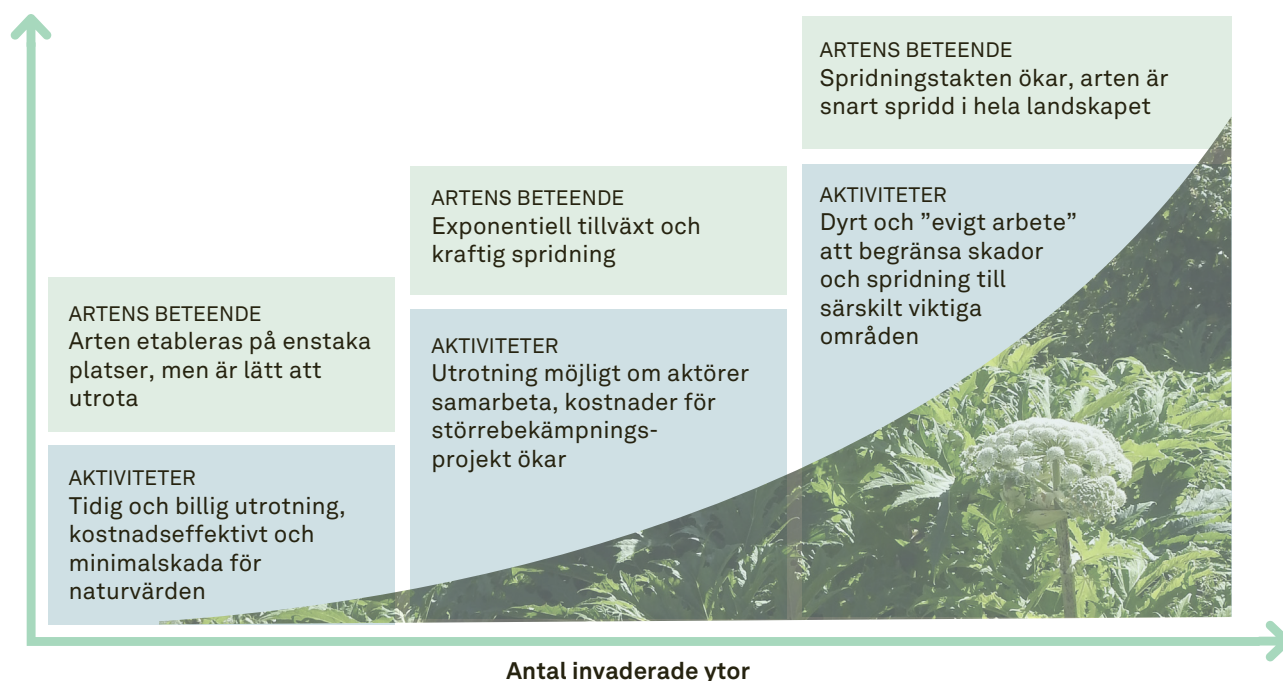 ARTENS BETEENDE
Arten etableras på enstaka
platser, men är lätt att
utrota
AKTIVITETER
Tidig och billig utrotning,
kostnadseffektivt och
minimalskada för
naturvärden
ARTENS BETEENDE
Exponentiell tillväxt och
kraftig spridning
AKTIVITETER
Utrotning möjligt om aktörer
samarbeta, kostnader för
störrebekämpnings-
projekt ökar
ARTENS BETEENDE
Spridningstakten ökar, arten är
snart spridd i hela landskapet
AKTIVITETER
Dyrt och ”evigt arbete”
att begränsa skador
och spridning till
särskilt viktiga
områden
Antal invaderade ytor